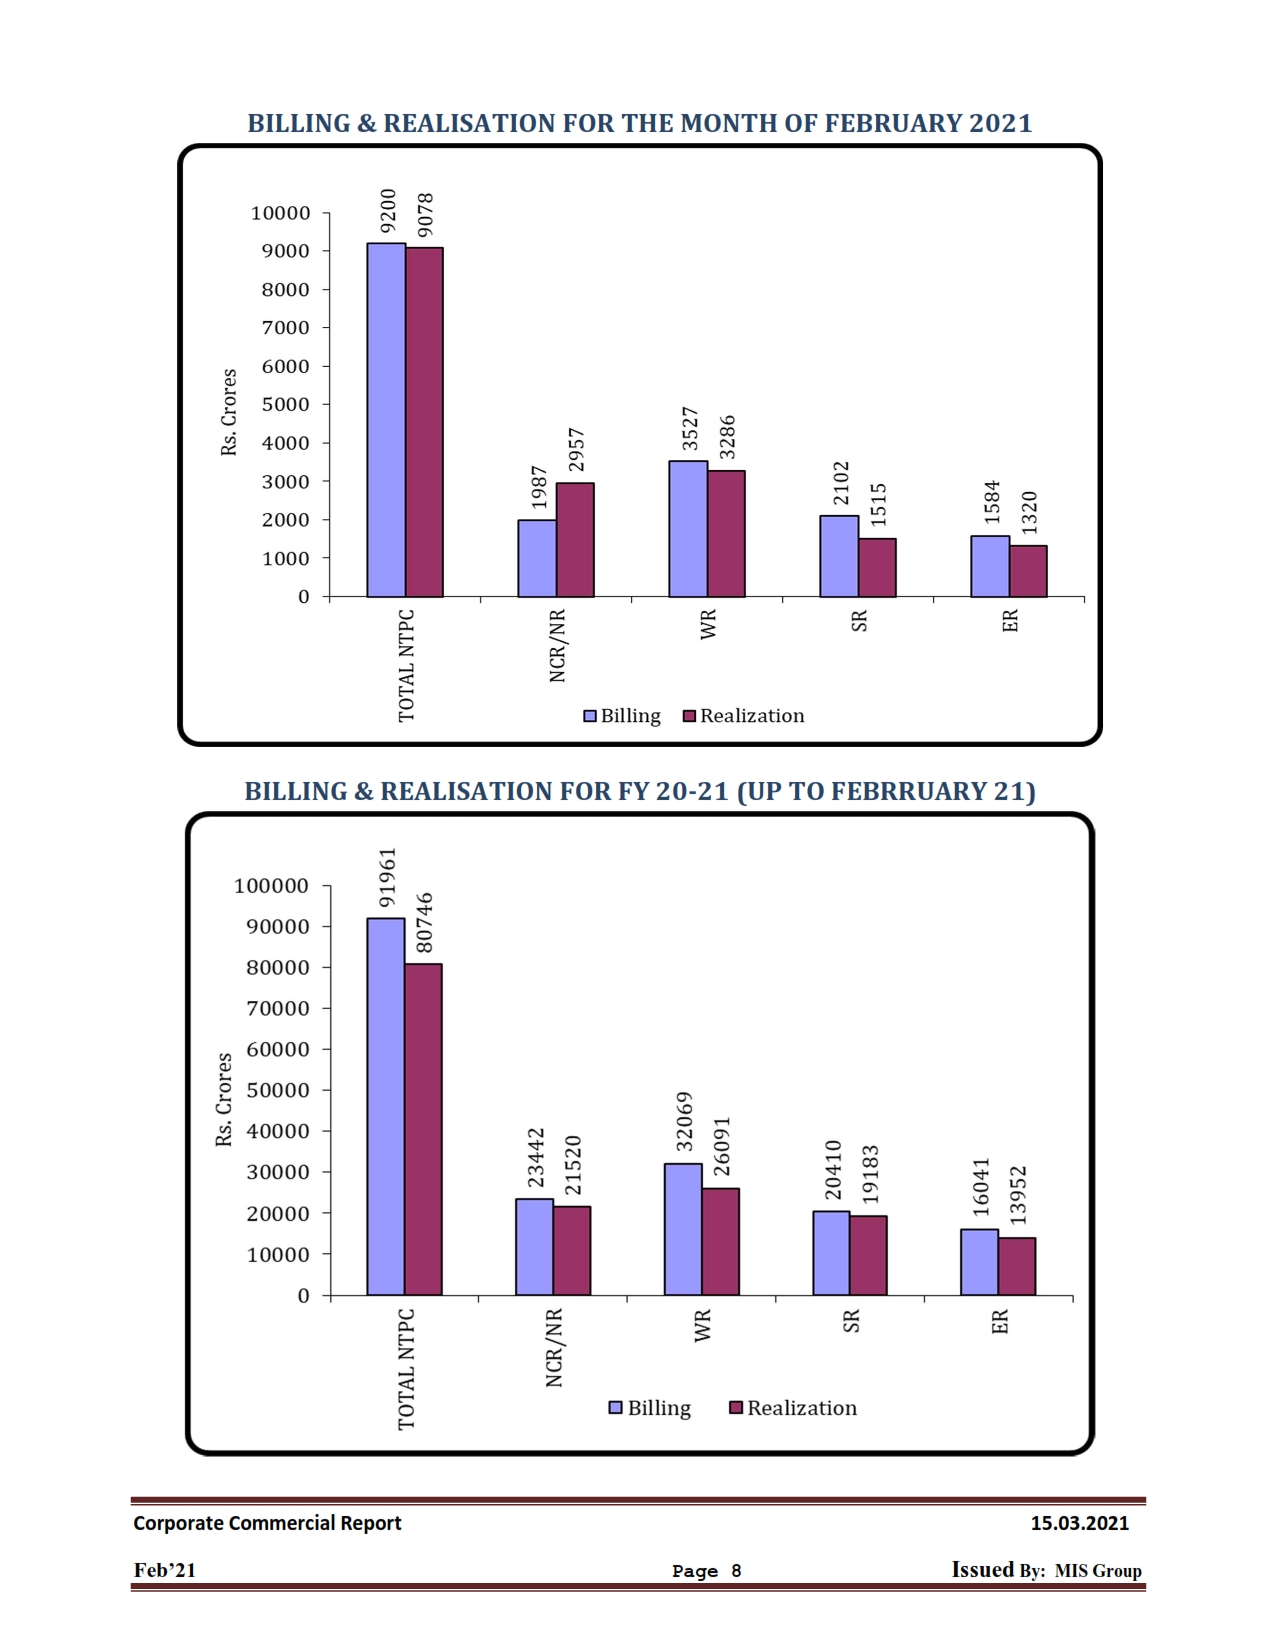 BILLING & REALISATION FOR THE MONTH OF FEBRUARY 2021
Rs. Crores
10000
9000
8000
7000
6000
5000
4000
3000
2000
1000
0
9200
9078
1987
2957
3527
3286
2102
1515
1584
1320
TOTAL NTPC
NCR/NR
WR
SR
ER
Billing Realization
BILLING & REALISATION FOR FY 20-21 (UP TO FEBRRUARY 21)
Rs. Crores
100000
90000
80000
70000
60000
50000
40000
30000
20000
10000
0
91961
80746
23442
21520
32069
26091
20410
19183
16041
13952
TOTAL NTPC
NCR/NR
WR
SR
ER
Billing Realization
Corporate Commercial Report 15.03.2021
Feb’21 Page 8 Issued By: MIS Group